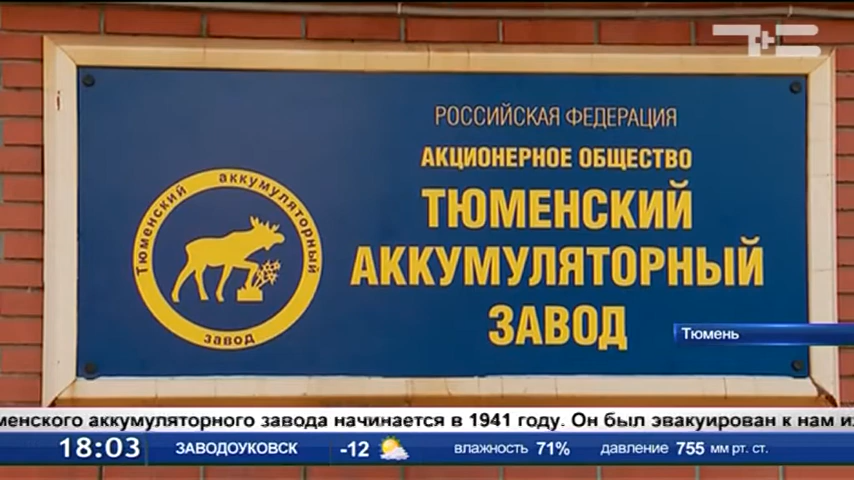 Т+В
РОССИЙСКАЯ ФЕДЕРАЦИЯ
АКЦИОНЕРНОЕ ОБЩЕСТВО
ТЮМЕНСКИЙ
АККУМУЛЯТОРНЫЙ
ЗАВОД
Тюменский аккумуляторный
завод
Тюмень
менского аккумуляторного завода начинается в 1941 году. Он был эвакуирован к нам из
18:03 ЗАВОДОУКОВСК -12 влажность 71% давление 755 мм рт. ст.